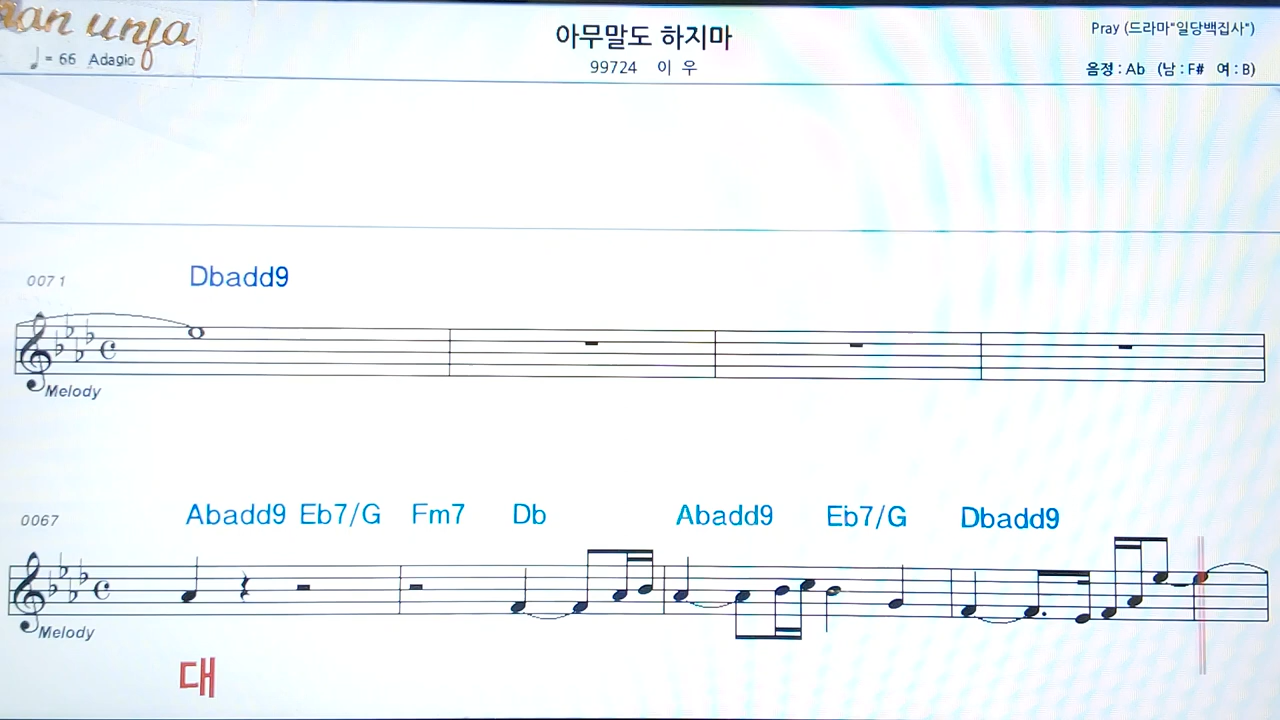 아무말도 하지마
Pray (드라마"일당백집사")
♩ = 66 Adagio
99724 이 우
음정 : Ab (남 : F# 여 : B)
0071
Dbadd9
Melody
0067
Abadd9 Eb7/G Fm7 Db Abadd9 Eb7/G Dbadd9
Melody
대